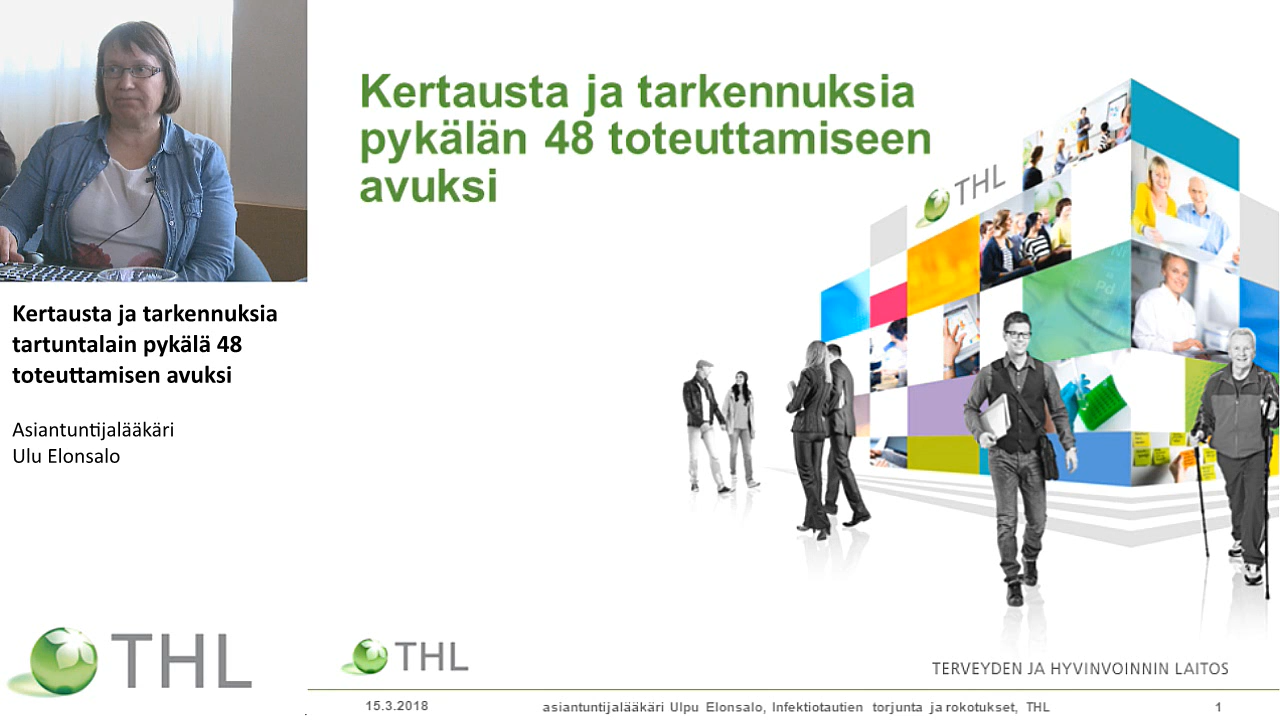 Kertausta ja tarkennuksia
tartuntalain pykälä 48
toteuttamisen avuksi
Asiantuntijalääkäri
Ulu Elonsalo
THL
Kertausta ja tarkennuksia
pykälän 48 toteuttamiseen
avuksi
THL
THL
TERVEYDEN JA HYVINVOINNIN LAITOS
15.3.2018
asiantuntijalääkäri Ulpu Elonsalo, Infektiotautien torjunta ja rokotukset, THL
1